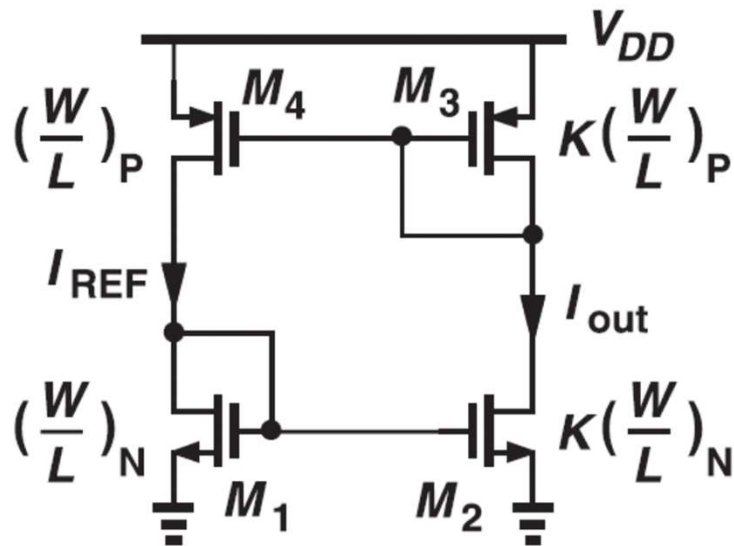 V_DD
M_4
M_3
(W/L)_P
K(W/L)_P
I_REF
I_out
(W/L)_N
K(W/L)_N
M_1
M_2